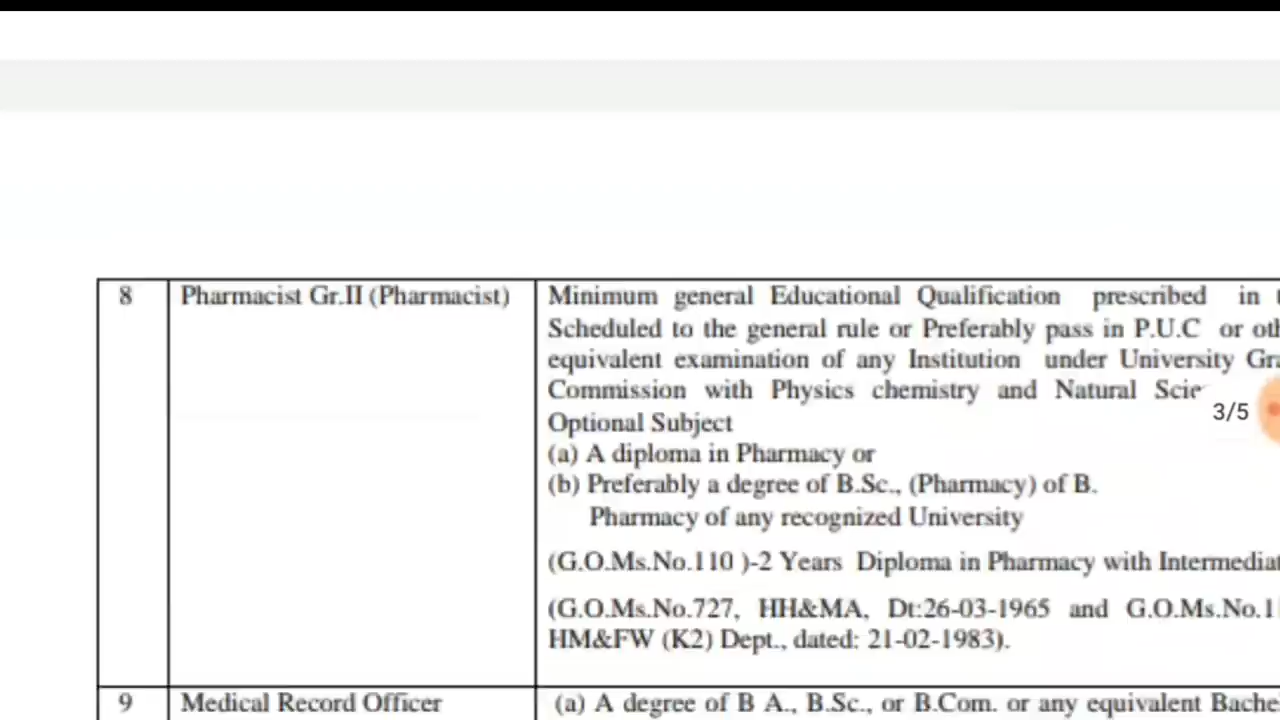 8 Pharmacist Gr.II (Pharmacist) Minimum general Educational Qualification prescribed in
Scheduled to the general rule or Preferably pass in P.U.C or
equivalent examination of any Institution under University
Commission with Physics chemistry and Natural
3/5
Optional Subject
(a) A diploma in Pharmacy or
(b) Preferably a degree of B.Sc., (Pharmacy) of B.
Pharmacy of any recognized University
(G.O.Ms.No.110 )-2 Years Diploma in Pharmacy with
(G.O.Ms.No.727, HH&MA, Dt:26-03-1965 and
HM&FW (K2) Dept., dated: 21-02-1983).
9 Medical Record Officer (a) A degree of B A., B.Sc., or B.Com. or any equivalent